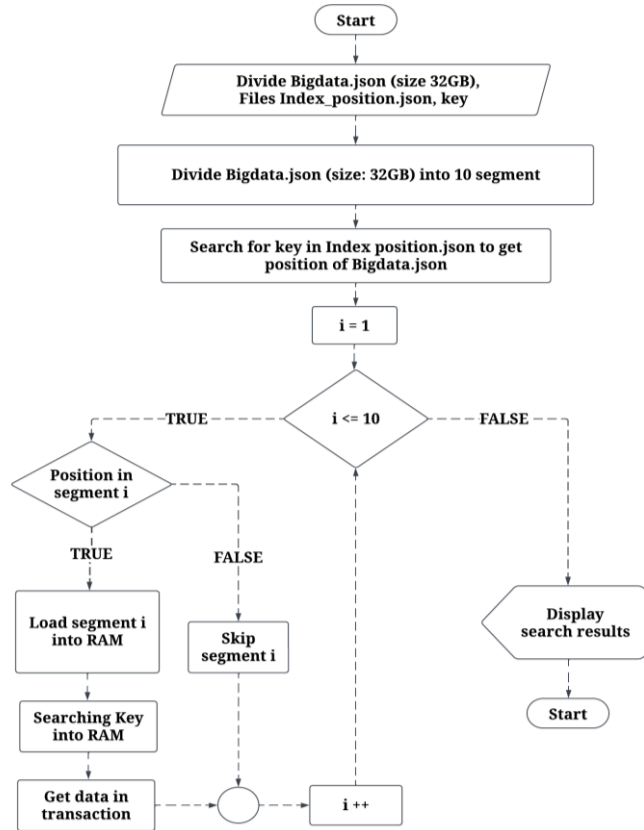 Start
Divide Bigdata.json (size 32GB),
Files Index_position.json, key
Divide Bigdata.json (size: 32GB) into 10 segment
Search for key in Index position.json to get
position of Bigdata.json
i = 1
i <= 10
TRUE
FALSE
Position in
segment i
TRUE
FALSE
Load segment i
into RAM
Skip
segment i
Display
search results
Searching Key
into RAM
Start
Get data in
transaction
i ++